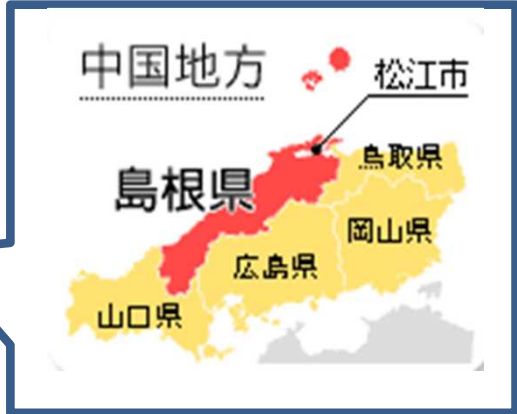 中国地方
松江市
鳥取県
島根県
岡山県
広島県
山口県